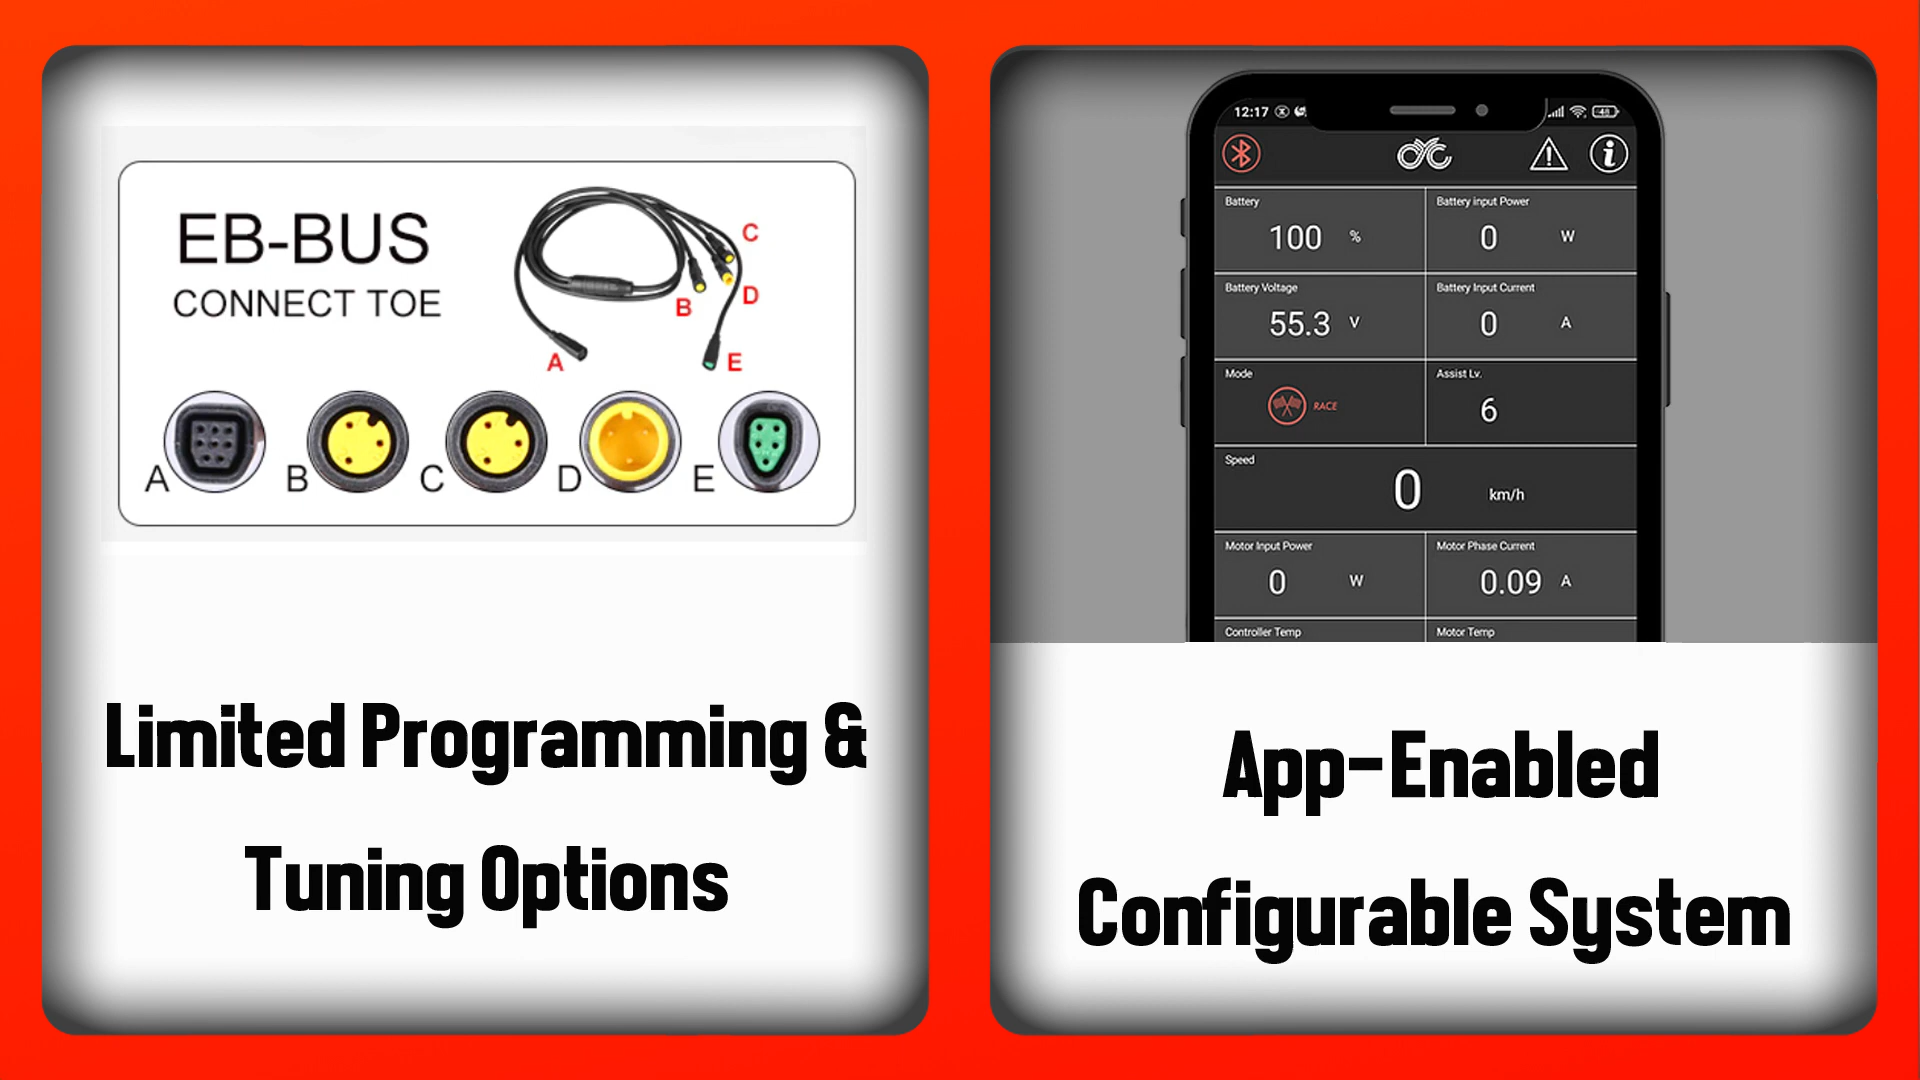 EB-BUS
CONNECT TOE
C
D
B
A
E
A
B
C
D
E
Limited Programming &
Tuning Options
12:17
48
CYC
Battery
100 %
Battery input Power
0 W
Battery Voltage
55.3 V
Battery Input Current
0 A
Mode
RACE
Assist Lv.
6
Speed
0 km/h
Motor Input Power
0 W
Motor Phase Current
0.09 A
Controller Temp
Motor Temp
App-Enabled
Configurable System